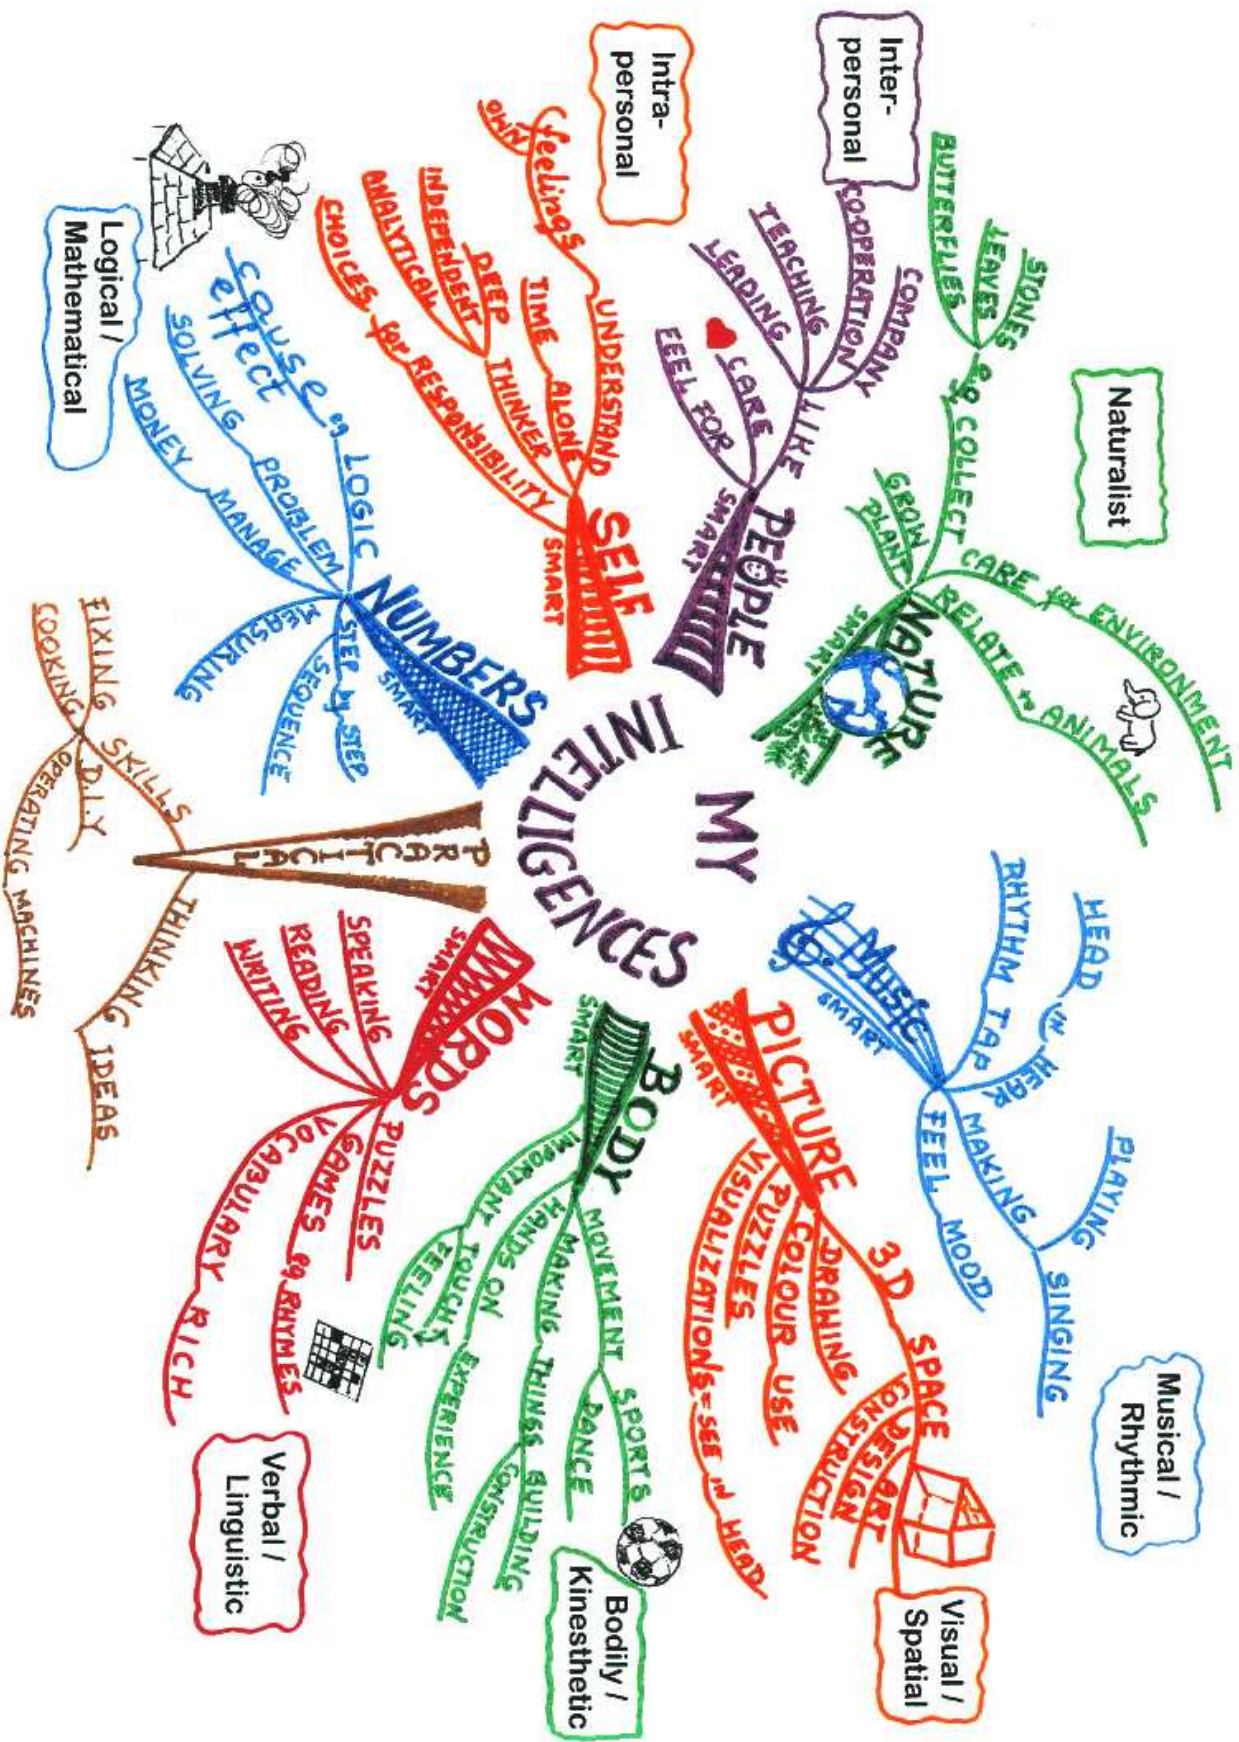 MY
INTELLIGENCES
Musical /
Rhythmic
Music
SMART
HEAD IN HEAR
RHYTHM TAP
MAKING
PLAYING
SINGING
FEEL MOOD
Visual /
Spatial
PICTURE
SMART
3D SPACE
ART
DESIGN
CONSTRUCTION
DRAWING
COLOUR USE
PUZZLES
VISUALIZATIONS = SEE IN HEAD
Bodily /
Kinesthetic
BODY
SMART
MOVEMENT
SPORTS
DANCE
MAKING THINGS
BUILDING
CONSTRUCTION
HANDS ON EXPERIENCE
IMPORTANT
TOUCH
FEELING
Verbal /
Linguistic
WORDS
SMART
PUZZLES
GAMES eg RHYMES
VOCABULARY RICH
SPEAKING
READING
WRITING
PRACTICAL
THINKING IDEAS
SKILLS
FIXING
COOKING
D.I.Y
OPERATING MACHINES
Logical /
Mathematical
NUMBERS
SMART
LOGIC
eg cause
effect
PROBLEM SOLVING
MANAGE MONEY
MEASURING
STEP by STEP
SEQUENCE
Intra-
personal
SELF
SMART
UNDERSTAND
OWN feelings
TIME ALONE
THINKER
DEEP
INDEPENDENT
ANALYTICAL
CHOICES for RESPONSIBILITY
Inter-
personal
PEOPLE
SMART
LIKE
COMPANY
CO-OPERATION
TEACHING
LEADING
CARE
FEEL FOR
Naturalist
NATURE
SMART
CARE for ENVIRONMENT
RELATE to ANIMALS
COLLECT eg
STONES
LEAVES
BUTTERFLIES
GROW
PLANT